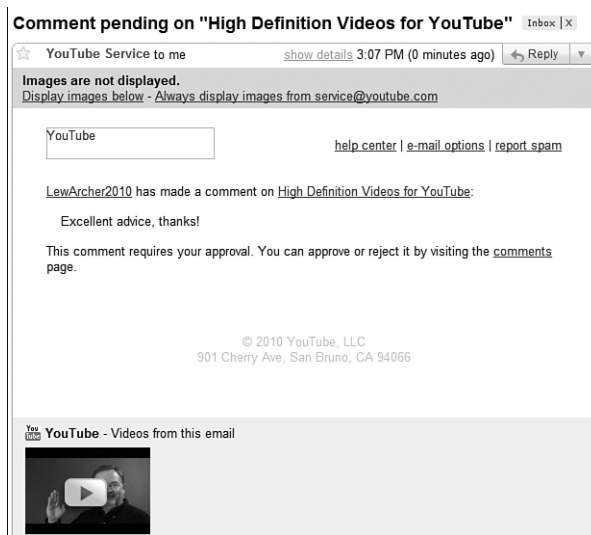 Comment pending on "High Definition Videos for YouTube" Inbox | X
YouTube Service to me show details 3:07 PM (0 minutes ago) Reply
Images are not displayed.
Display images below - Always display images from service@youtube.com
YouTube
help center | e-mail options | report spam
LewArcher2010 has made a comment on High Definition Videos for YouTube:
Excellent advice, thanks!
This comment requires your approval. You can approve or reject it by visiting the comments
page.
© 2010 YouTube, LLC
901 Cherry Ave, San Bruno, CA 94066
You Tube YouTube - Videos from this email